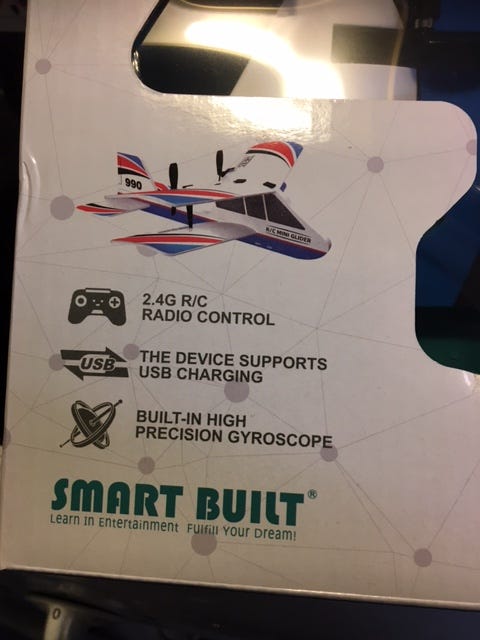 990
R/C MINI GLIDER
2.4G R/C
RADIO CONTROL
USB
THE DEVICE SUPPORTS
USB CHARGING
BUILT-IN HIGH
PRECISION GYROSCOPE
SMART BUILT®
Learn In Entertainment Fulfill Your Dream!
0